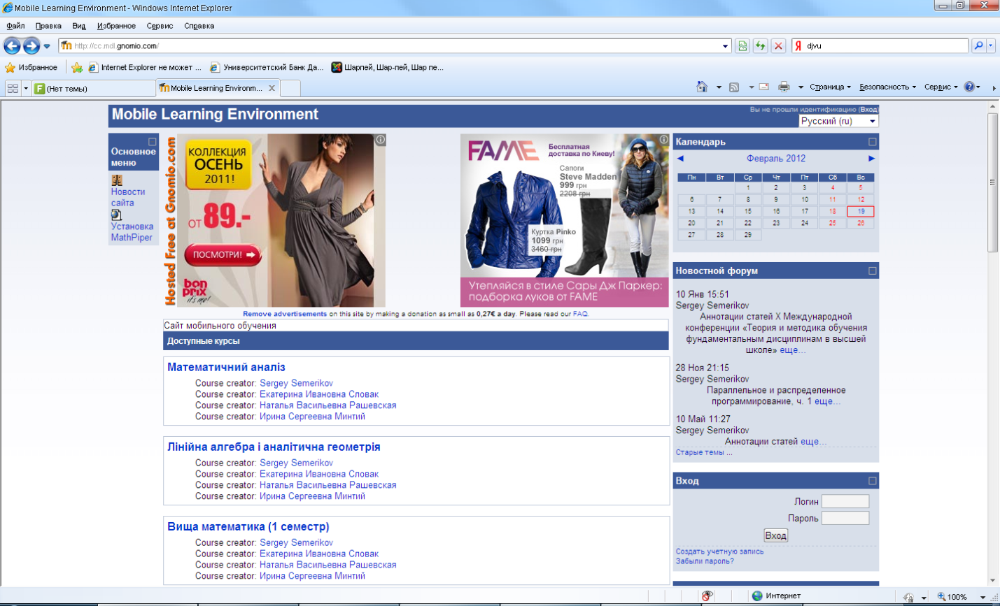 Mobile Learning Environment - Windows Internet Explorer
Файл Правка Вид Избранное Сервис Справка
http://cc.mdl.gnomio.com/
djvu
Избранное
Internet Explorer не может ...
Университетский Банк Да...
Шарпей, Шар-пей, Шар пе...
(Нет темы)
Mobile Learning Environm...
Страница
Безопасность
Сервис
Mobile Learning Environment
Вы не прошли идентификацию (Вход)
Русский (ru)
Основное
меню
Новости
сайта
Установка
MathPiper
Hosted Free at Gnomio.com
КОЛЛЕКЦИЯ
ОСЕНЬ
2011!
ОТ 89.-
ПОСМОТРИ!
bon
prix
it's me!
FAME
Бесплатная
доставка по Киеву!
Сапоги
Steve Madden
999 грн
2208 грн
Куртка Pinko
1099 грн
3460 грн
Утепляйся в стиле Сары Дж Паркер:
подборка луков от FAME
Remove advertisements on this site by making a donation as small as 0,27€ a day. Please read our FAQ.
Сайт мобильного обучения
Доступные курсы
Математичний аналіз
Course creator: Sergey Semerikov
Course creator: Екатерина Ивановна Словак
Course creator: Наталья Васильевна Рашевская
Course creator: Ирина Сергеевна Минтий
Лінійна алгебра і аналітична геометрія
Course creator: Sergey Semerikov
Course creator: Екатерина Ивановна Словак
Course creator: Наталья Васильевна Рашевская
Course creator: Ирина Сергеевна Минтий
Вища математика (1 семестр)
Course creator: Sergey Semerikov
Course creator: Екатерина Ивановна Словак
Course creator: Наталья Васильевна Рашевская
Course creator: Ирина Сергеевна Минтий
Календарь
Февраль 2012
Пн Вт Ср Чт Пт Сб Вс
1 2 3 4 5
6 7 8 9 10 11 12
13 14 15 16 17 18 19
20 21 22 23 24 25 26
27 28 29
Новостной форум
10 Янв 15:51
Sergey Semerikov
Аннотации статей X Международной
конференции «Теория и методика обучения
фундаментальным дисциплинам в высшей
школе» еще...
28 Ноя 21:15
Sergey Semerikov
Параллельное и распределенное
программирование, ч. 1 еще...
10 Май 11:27
Sergey Semerikov
Аннотации статей еще...
Старые темы ...
Вход
Логин
Пароль
Вход
Создать учетную запись
Забыли пароль?
Интернет
100%